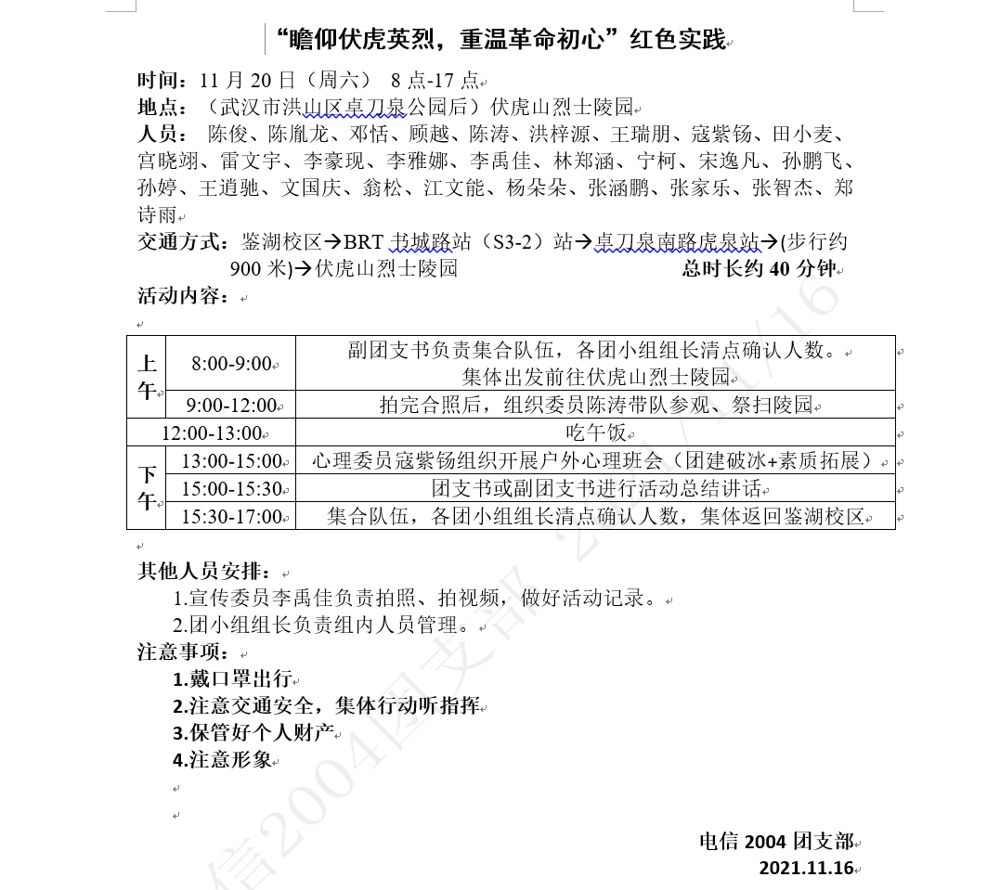 “瞻仰伏虎英烈，重温革命初心”红色实践
时间：11 月 20 日（周六） 8 点-17 点
地点：（武汉市洪山区卓刀泉公园后）伏虎山烈士陵园
人员： 陈俊、陈胤龙、邓恬、顾越、陈涛、洪梓源、王瑞朋、寇紫钖、田小麦、
宫晓翊、雷文宇、李豪现、李雅娜、李禹佳、林郑涵、宁柯、宋逸凡、孙鹏飞、
孙婷、王逍驰、文国庆、翁松、江文能、杨朵朵、张涵鹏、张家乐、张智杰、郑
诗雨
交通方式：鉴湖校区→BRT 书城路站（S3-2）站→卓刀泉南路虎泉站→(步行约
900 米)→伏虎山烈士陵园 总时长约 40 分钟
活动内容：
上午
8:00-9:00
副团支书负责集合队伍，各团小组组长清点确认人数。
集体出发前往伏虎山烈士陵园
9:00-12:00 拍完合照后，组织委员陈涛带队参观、祭扫陵园
12:00-13:00 吃午饭
下午
13:00-15:00 心理委员寇紫钖组织开展户外心理班会（团建破冰+素质拓展）
15:00-15:30 团支书或副团支书进行活动总结讲话
15:30-17:00 集合队伍，各团小组组长清点确认人数，集体返回鉴湖校区
其他人员安排：
1.宣传委员李禹佳负责拍照、拍视频，做好活动记录。
2.团小组组长负责组内人员管理。
注意事项：
1.戴口罩出行
2.注意交通安全，集体行动听指挥
3.保管好个人财产
4.注意形象
电信 2004 团支部
2021.11.16
信2004团支部 2021/11/16